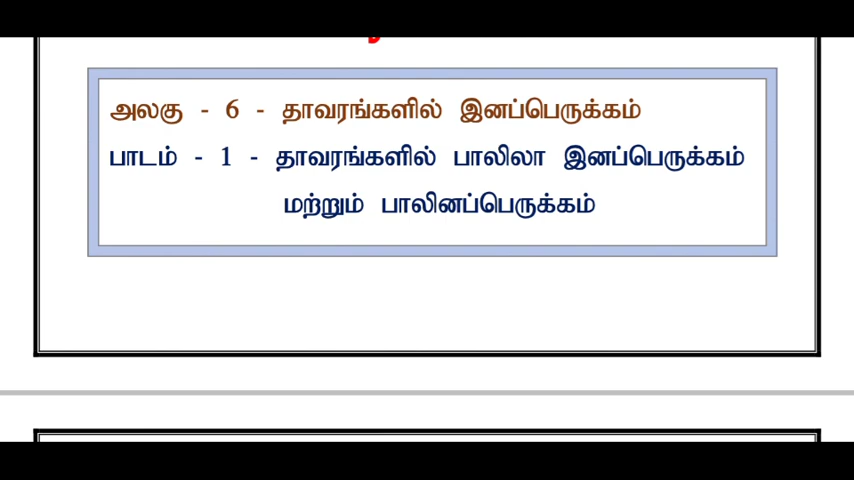 அலகு - 6 - தாவரங்களில் இனப்பெருக்கம்
பாடம் - 1 - தாவரங்களில் பாலிலா இனப்பெருக்கம்
மற்றும் பாலினப்பெருக்கம்